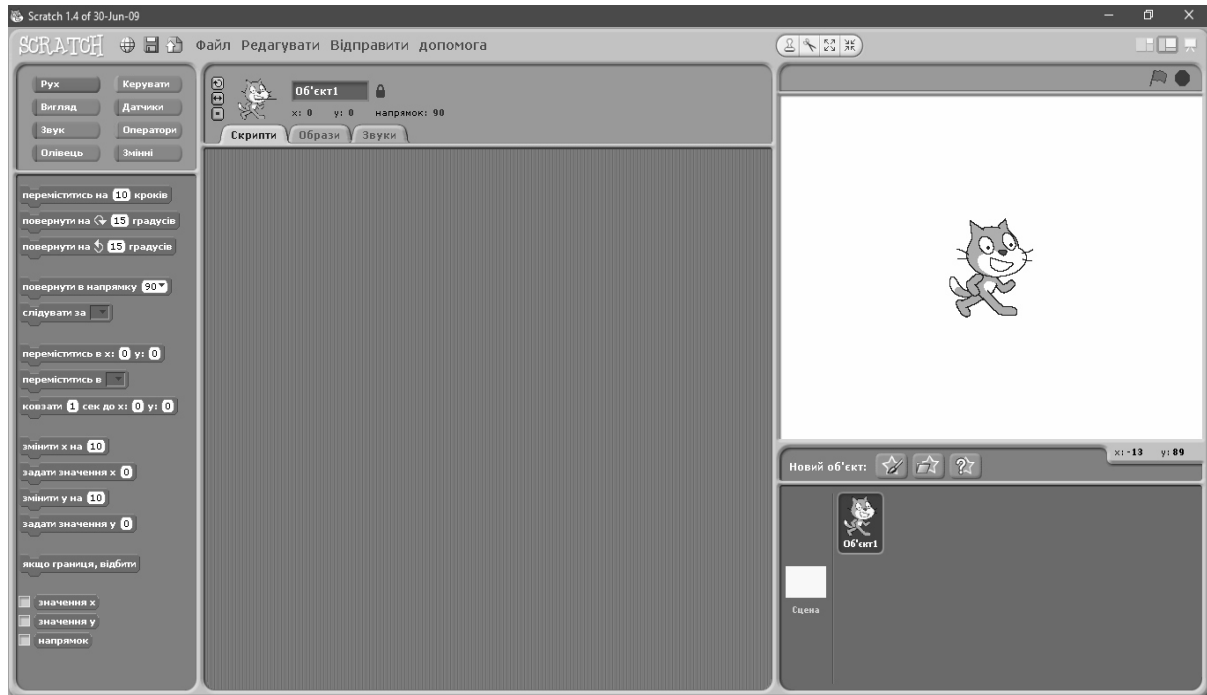 Scratch 1.4 of 30-Jun-09
SCRATCH Файл Редагувати Відправити допомога
Рух Керувати
Вигляд Датчики
Звук Оператори
Олівець Змінні
переміститись на 10 кроків
повернути на 15 градусів
повернути на 15 градусів
повернути в напрямку 90
слідувати за
переміститись в x: 0 y: 0
переміститись в
ковзати 1 сек до x: 0 y: 0
змінити x на 10
задати значення x 0
змінити y на 10
задати значення y 0
якщо границя, відбити
значення x
значення y
напрямок
Об'єкт1
x: 0 y: 0 напрямок: 90
Скрипти Образи Звуки
x: -13 y: 89
Новий об'єкт:
Об'єкт1
Сцена